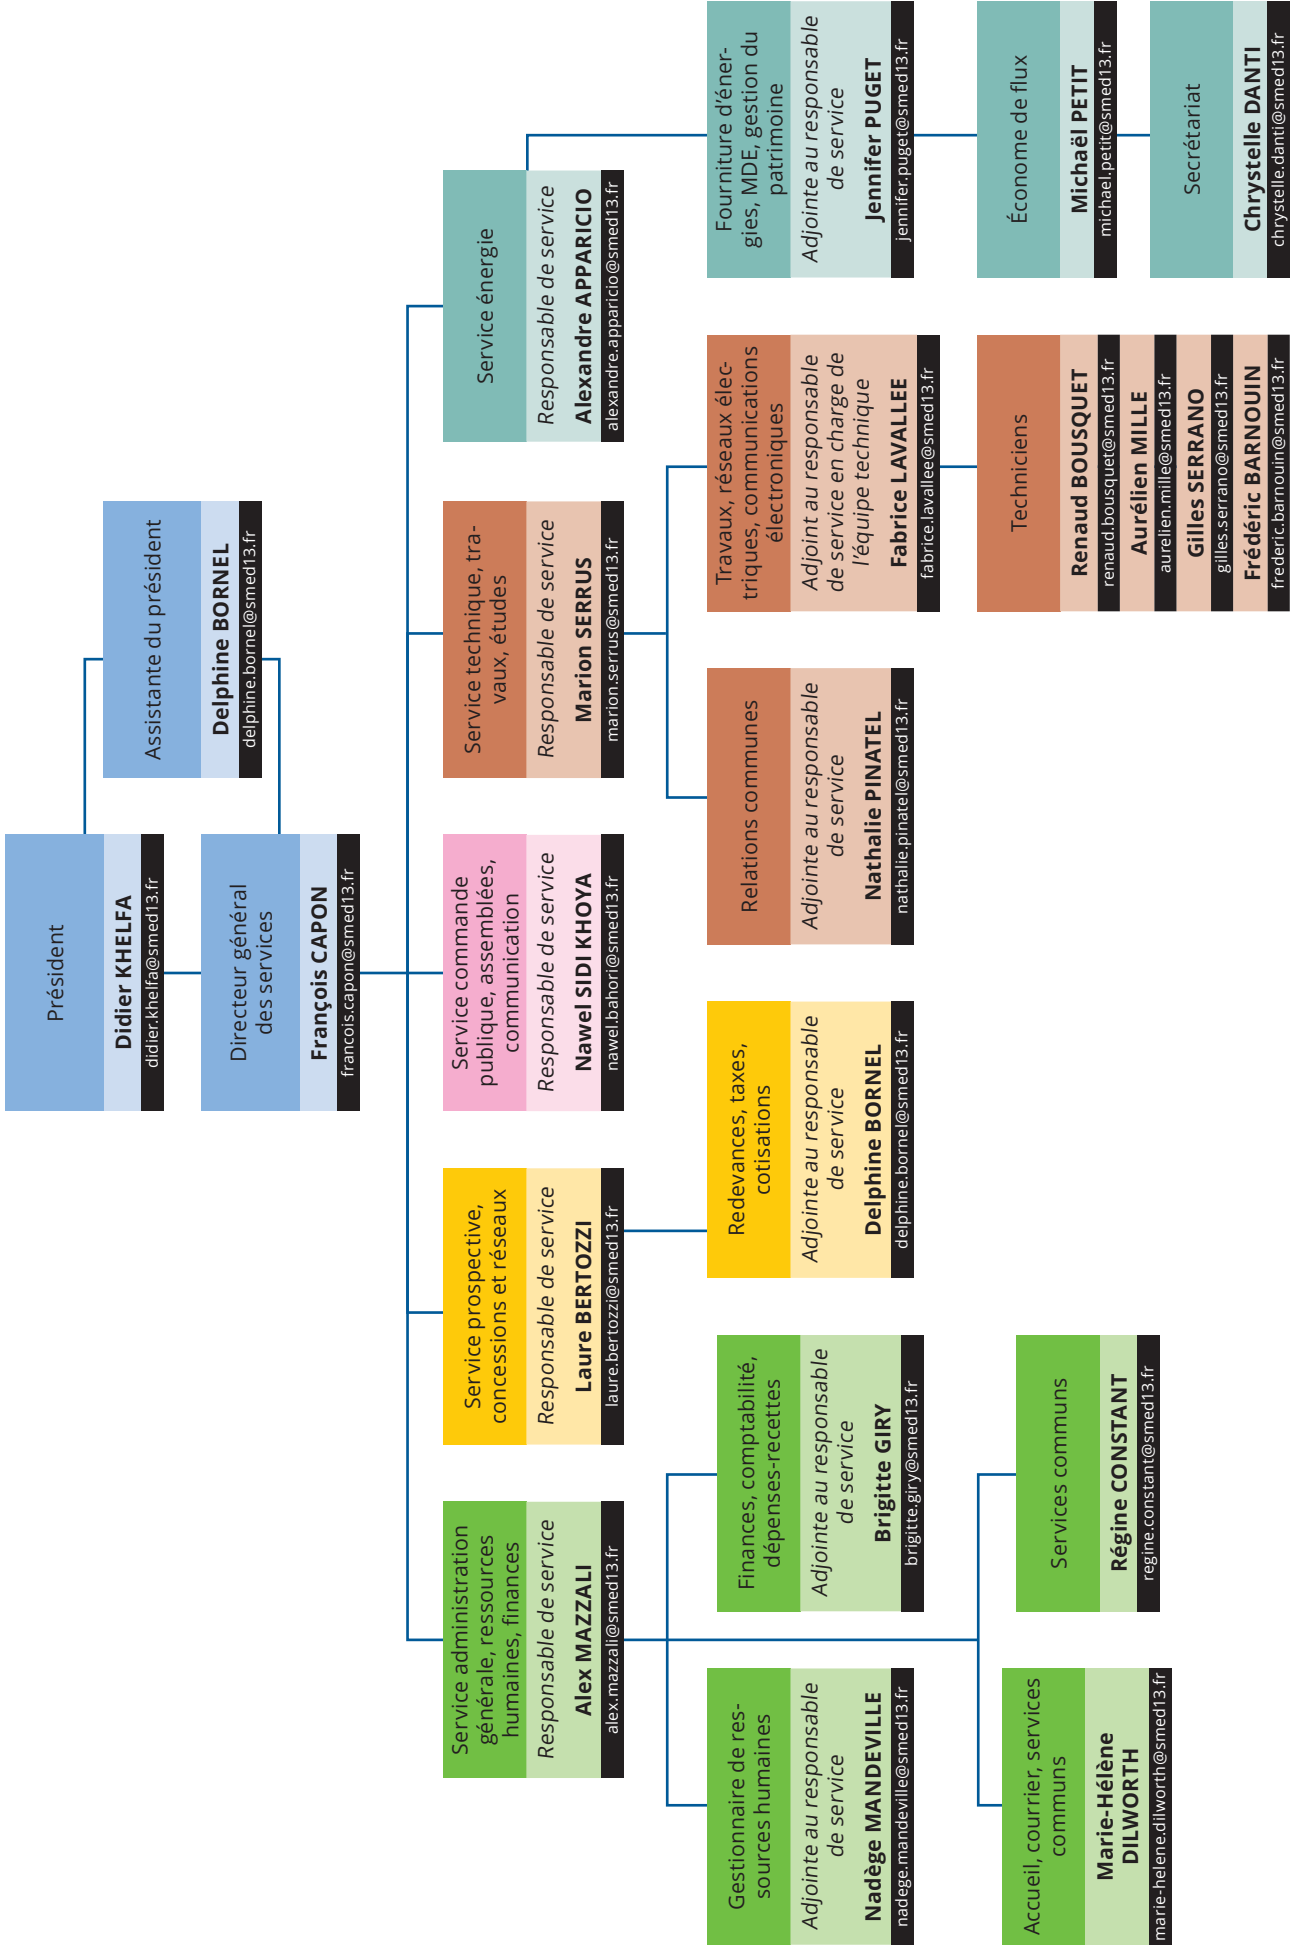 Président
Didier KHELFA
didier.khelfa@smed13.fr
Assistante du président
Delphine BORNEL
delphine.bornel@smed13.fr
Directeur général
des services
François CAPON
francois.capon@smed13.fr
Service administration
générale, ressources
humaines, finances
Responsable de service
Alex MAZZALI
alex.mazzali@smed13.fr
Service prospective,
concessions et réseaux
Responsable de service
Laure BERTOZZI
laure.bertozzi@smed13.fr
Service commande
publique, assemblées,
communication
Responsable de service
Nawel SIDI KHOYA
nawel.bahori@smed13.fr
Service technique, tra-
vaux, études
Responsable de service
Marion SERRUS
marion.serrus@smed13.fr
Service énergie
Responsable de service
Alexandre APPARICIO
alexandre.apparicio@smed13.fr
Gestionnaire de res-
sources humaines
Adjointe au responsable
de service
Nadège MANDEVILLE
nadege.mandeville@smed13.fr
Finances, comptabilité,
dépenses-recettes
Adjointe au responsable
de service
Brigitte GIRY
brigitte.giry@smed13.fr
Redevances, taxes,
cotisations
Adjointe au responsable
de service
Delphine BORNEL
delphine.bornel@smed13.fr
Relations communes
Adjointe au responsable
de service
Nathalie PINATEL
nathalie.pinatel@smed13.fr
Travaux, réseaux élec-
triques, communications
électroniques
Adjoint au responsable
de service en charge de
l'équipe technique
Fabrice LAVALLEE
fabrice.lavallee@smed13.fr
Fourniture d'éner-
gies, MDE, gestion du
patrimoine
Adjointe au responsable
de service
Jennifer PUGET
jennifer.puget@smed13.fr
Accueil, courrier, services
communs
Marie-Hélène
DILWORTH
marie-helene.dilworth@smed13.fr
Services communs
Régine CONSTANT
regine.constant@smed13.fr
Techniciens
Renaud BOUSQUET
renaud.bousquet@smed13.fr
Aurélien MILLE
aurelien.mille@smed13.fr
Gilles SERRANO
gilles.serrano@smed13.fr
Frédéric BARNOUIN
frederic.barnouin@smed13.fr
Économe de flux
Michaël PETIT
michael.petit@smed13.fr
Secrétariat
Chrystelle DANTI
chrystelle.danti@smed13.fr